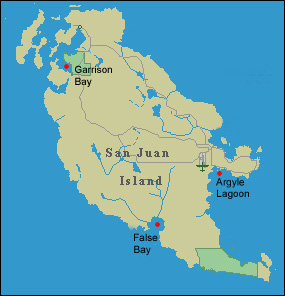 Garrison
Bay
San Juan
Island
Argyle
Lagoon
False
Bay